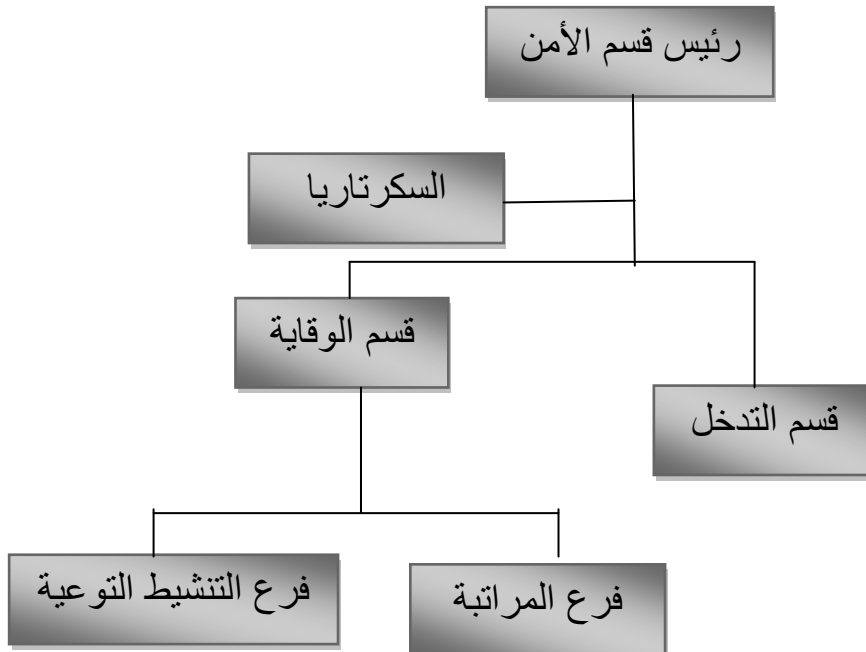 رئيس قسم الأمن
السكرتاريا
قسم الوقاية
قسم التدخل
فرع المراتبة
فرع التنشيط التوعية